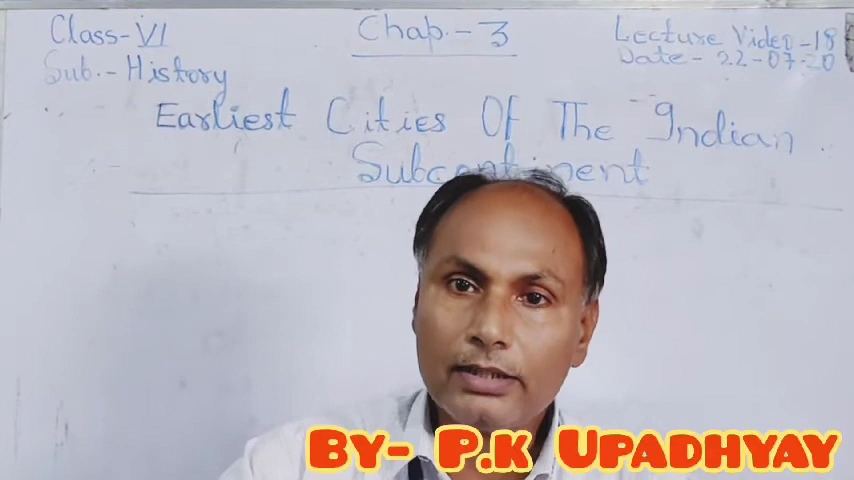 Class-VI
Chap.-3
Lecture Video-18
Sub.-History
Date-22-07-20
Earliest Cities Of The Indian
Subcontinent
By- P.K Upadhyay